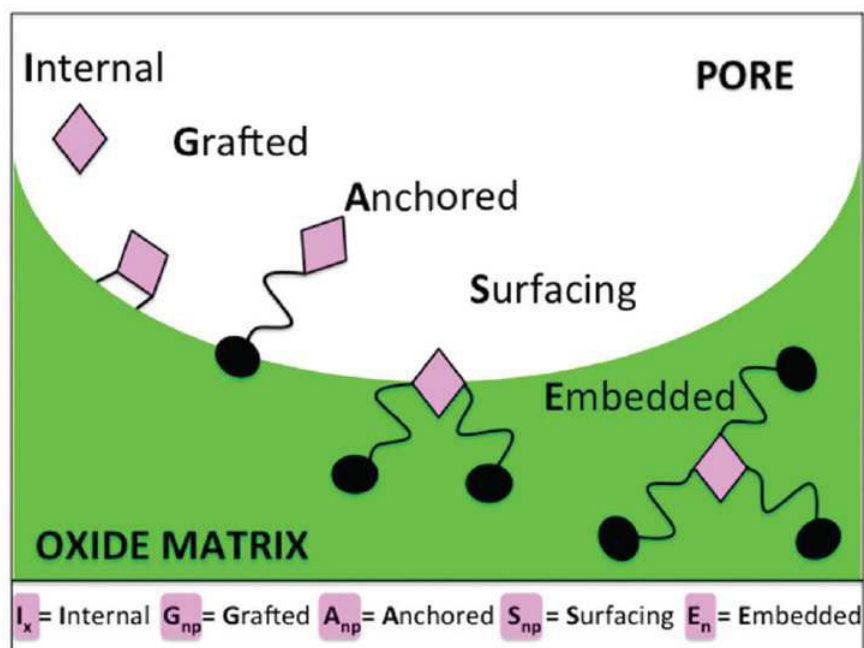 Internal
PORE
Grafted
Anchored
Surfacing
Embedded
OXIDE MATRIX
Ix= Internal Gnp= Grafted Anp= Anchored Snp= Surfacing En= Embedded